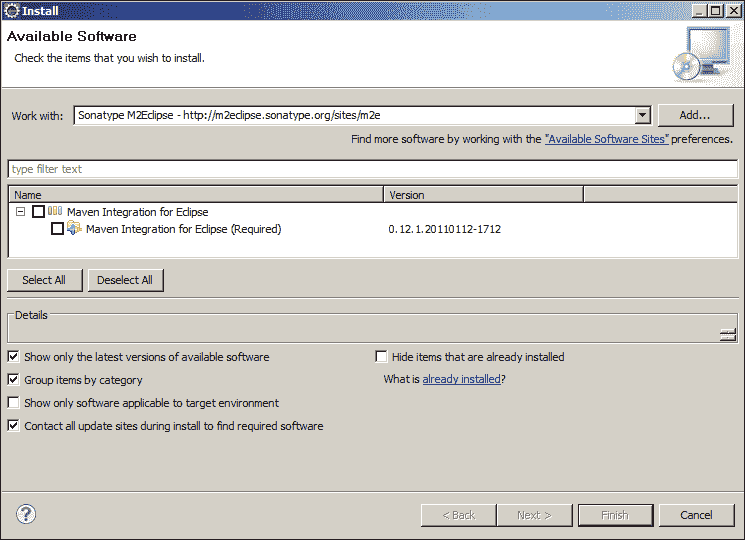 Install
Available Software
Check the items that you wish to install.
Work with: Sonatype M2Eclipse - http://m2eclipse.sonatype.org/sites/m2e Add...
Find more software by working with the "Available Software Sites" preferences.
type filter text
Name Version
Maven Integration for Eclipse
Maven Integration for Eclipse (Required) 0.12.1.20110112-1712
Select All Deselect All
Details
Show only the latest versions of available software Hide items that are already installed
Group items by category What is already installed?
Show only software applicable to target environment
Contact all update sites during install to find required software
? < Back Next > Finish Cancel